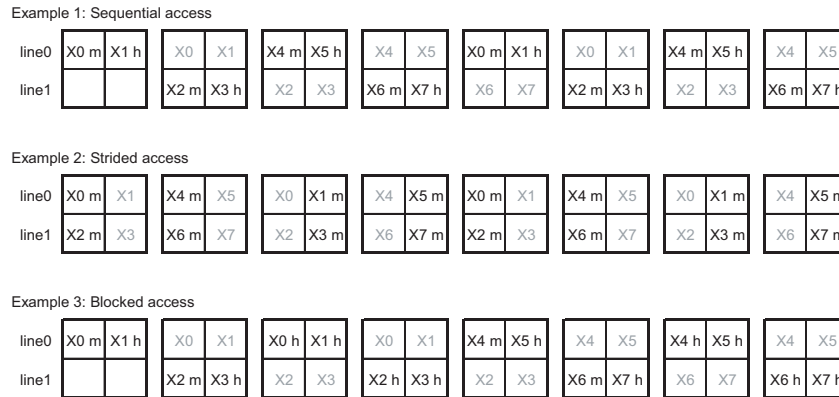 Example 1: Sequential access
line0 X0 m X1 h X0 X1 X4 m X5 h X4 X5 X0 m X1 h X0 X1 X4 m X5 h X4 X5
line1 X2 m X3 h X2 X3 X6 m X7 h X6 X7 X2 m X3 h X2 X3 X6 m X7 h
Example 2: Strided access
line0 X0 m X1 X4 m X5 X0 X1 m X4 X5 m X0 m X1 X4 m X5 X0 X1 m X4 X5 m
line1 X2 m X3 X6 m X7 X2 X3 m X6 X7 m X2 m X3 X6 m X7 X2 X3 m X6 X7 m
Example 3: Blocked access
line0 X0 m X1 h X0 X1 X0 h X1 h X0 X1 X4 m X5 h X4 X5 X4 h X5 h X4 X5
line1 X2 m X3 h X2 X3 X2 h X3 h X2 X3 X6 m X7 h X6 X7 X6 h X7 h